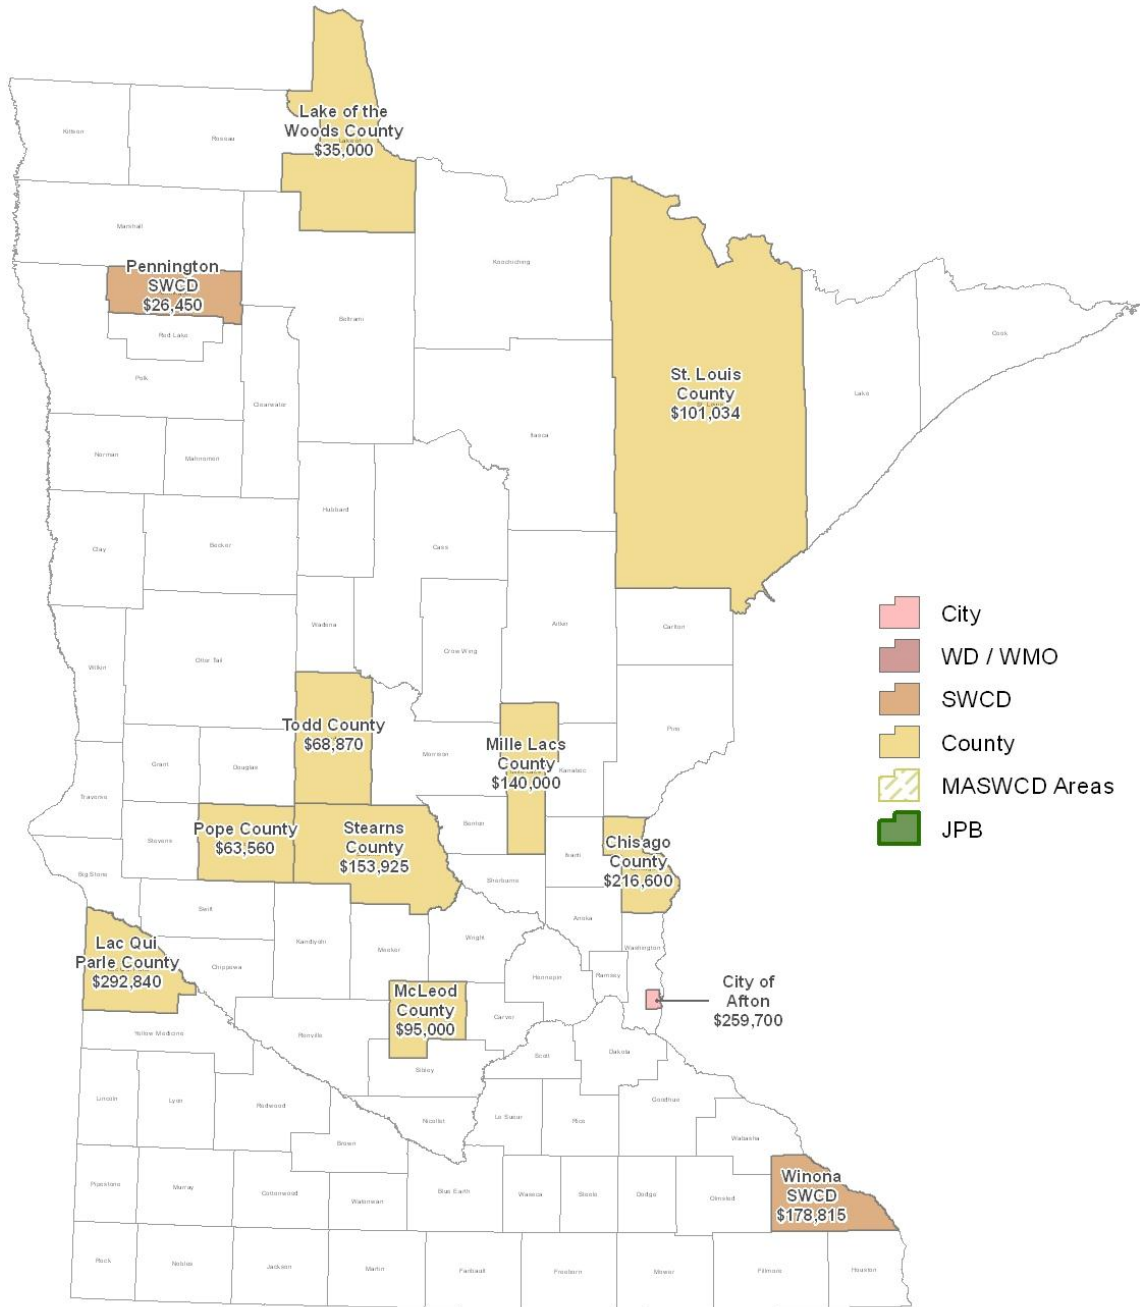 Lake of the
Woods County
$35,000
Kittson
Roseau
Marshall
Pennington
SWCD
$26,450
Koochiching
Red Lake
Beltrami
Cook
Polk
Clearwater
St. Louis
County
$101,034
Lake
Itasca
Norman
Mahnomen
Hubbard
Cass
Clay
Becker
City
WD / WMO
SWCD
County
MASWCD Areas
JPB
Wadena
Aitkin
Carlton
Crow Wing
Otter Tail
Wilkin
Todd County
$68,870
Pine
Morrison
Mille Lacs
County
$140,000
Kanabec
Grant
Douglas
Traverse
Pope County
$63,560
Stearns
County
$153,925
Benton
Stevens
Chisago
County
$216,600
Isanti
Big Stone
Sherburne
Swift
Anoka
Kandiyohi
Meeker
Wright
Washington
Lac Qui
Parle County
$292,840
Chippewa
Hennepin
Ramsey
City of
Afton
$259,700
McLeod
County
$95,000
Carver
Yellow Medicine
Renville
Scott
Dakota
Sibley
Lincoln
Lyon
Redwood
Goodhue
Nicollet
Le Sueur
Rice
Brown
Wabasha
Pipestone
Murray
Cottonwood
Watonwan
Blue Earth
Waseca
Steele
Dodge
Olmsted
Winona
SWCD
$178,815
Rock
Nobles
Jackson
Martin
Faribault
Freeborn
Mower
Fillmore
Houston